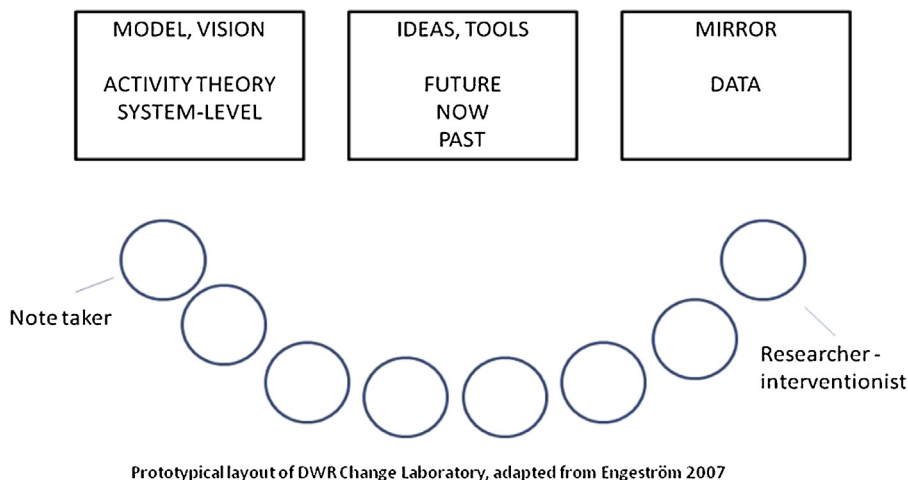 MODEL, VISION
ACTIVITY THEORY
SYSTEM-LEVEL
IDEAS, TOOLS
FUTURE
NOW
PAST
MIRROR
DATA
Note taker
Researcher -
interventionist
Prototypical layout of DWR Change Laboratory, adapted from Engeström 2007